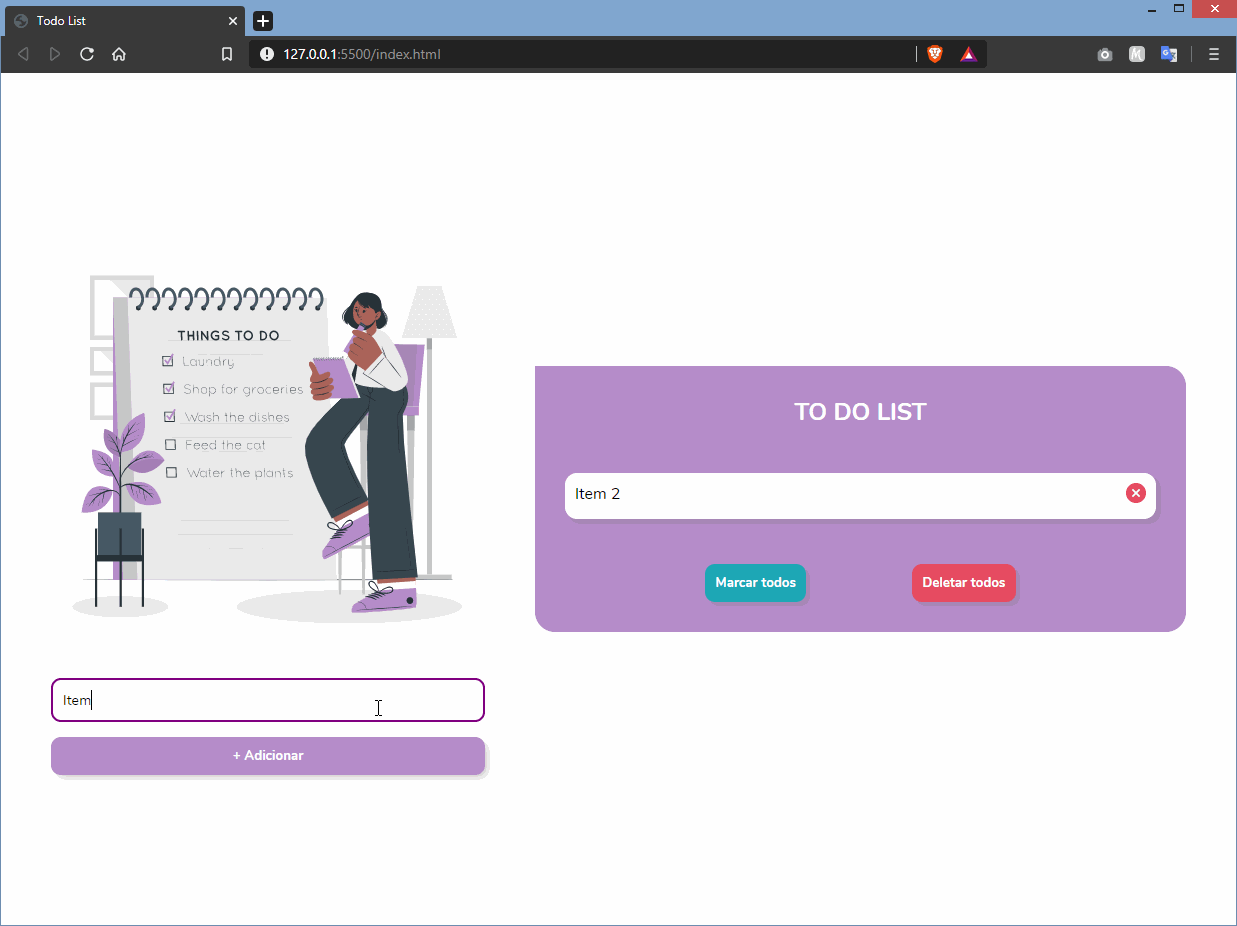 Todo List
127.0.0.1:5500/index.html
THINGS TO DO
Laundry
Shop for groceries
Wash the dishes
Feed the cat
Water the plants
TO DO LIST
Item 2
Marcar todos
Deletar todos
Item
+ Adicionar